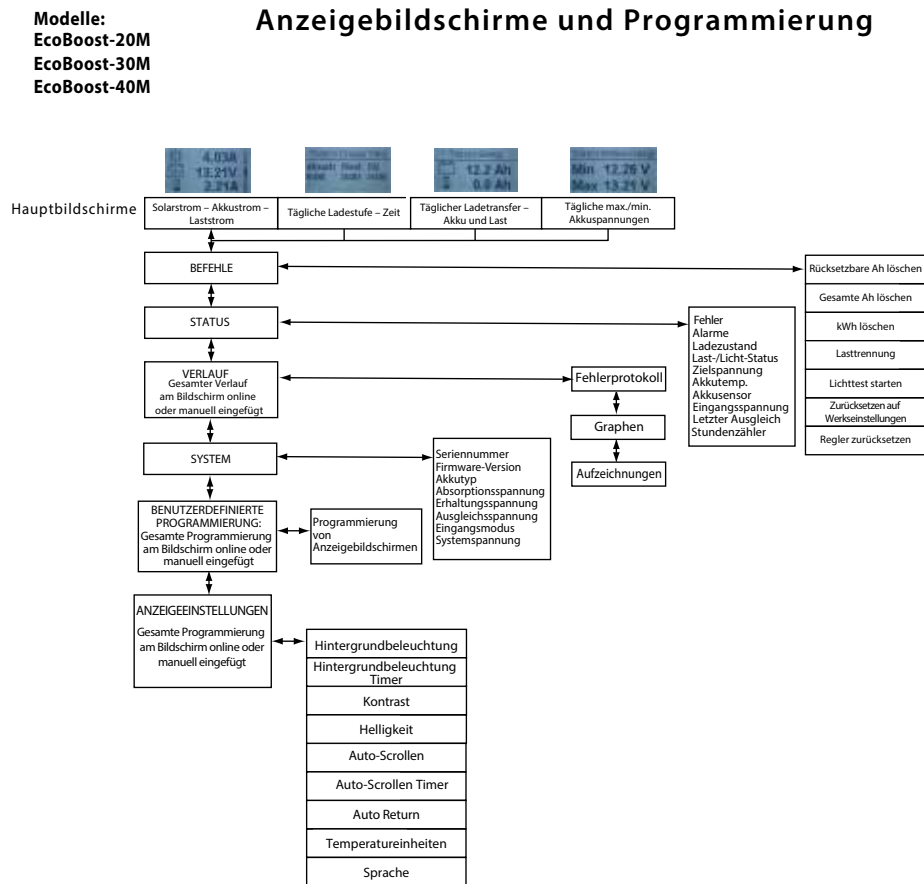 Modelle:
EcoBoost-20M
EcoBoost-30M
EcoBoost-40M
Anzeigebildschirme und Programmierung
4.03A
13.21V
2.21A
12.2 Ah
0.0 Ah
Min 12.26 V
Max 13.21 V
Hauptbildschirme
Solarstrom – Akkustrom –
Laststrom
Tägliche Ladestufe – Zeit
Täglicher Ladetransfer –
Akku und Last
Tägliche max./min.
Akkuspannungen
BEFEHLE
Rücksetzbare Ah löschen
Gesamte Ah löschen
kWh löschen
Lasttrennung
Lichttest starten
Zurücksetzen auf
Werkseinstellungen
Regler zurücksetzen
STATUS
Fehler
Alarme
Ladezustand
Last-/Licht-Status
Zielspannung
Akkutemp.
Akkusensor
Eingangsspannung
Letzter Ausgleich
Stundenzähler
VERLAUF
Gesamter Verlauf
am Bildschirm online
oder manuell eingefügt
Fehlerprotokoll
Graphen
Aufzeichnungen
SYSTEM
Seriennummer
Firmware-Version
Akkutyp
Absorptionsspannung
Erhaltungsspannung
Ausgleichsspannung
Eingangsmodus
Systemspannung
BENUTZERDEFINIERTE
PROGRAMMIERUNG:
Gesamte Programmierung
am Bildschirm online oder
manuell eingefügt
Programmierung
von
Anzeigebildschirmen
ANZEIGEEINSTELLUNGEN
Gesamte Programmierung
am Bildschirm online oder
manuell eingefügt
Hintergrundbeleuchtung
Hintergrundbeleuchtung
Timer
Kontrast
Helligkeit
Auto-Scrollen
Auto-Scrollen Timer
Auto Return
Temperatureinheiten
Sprache